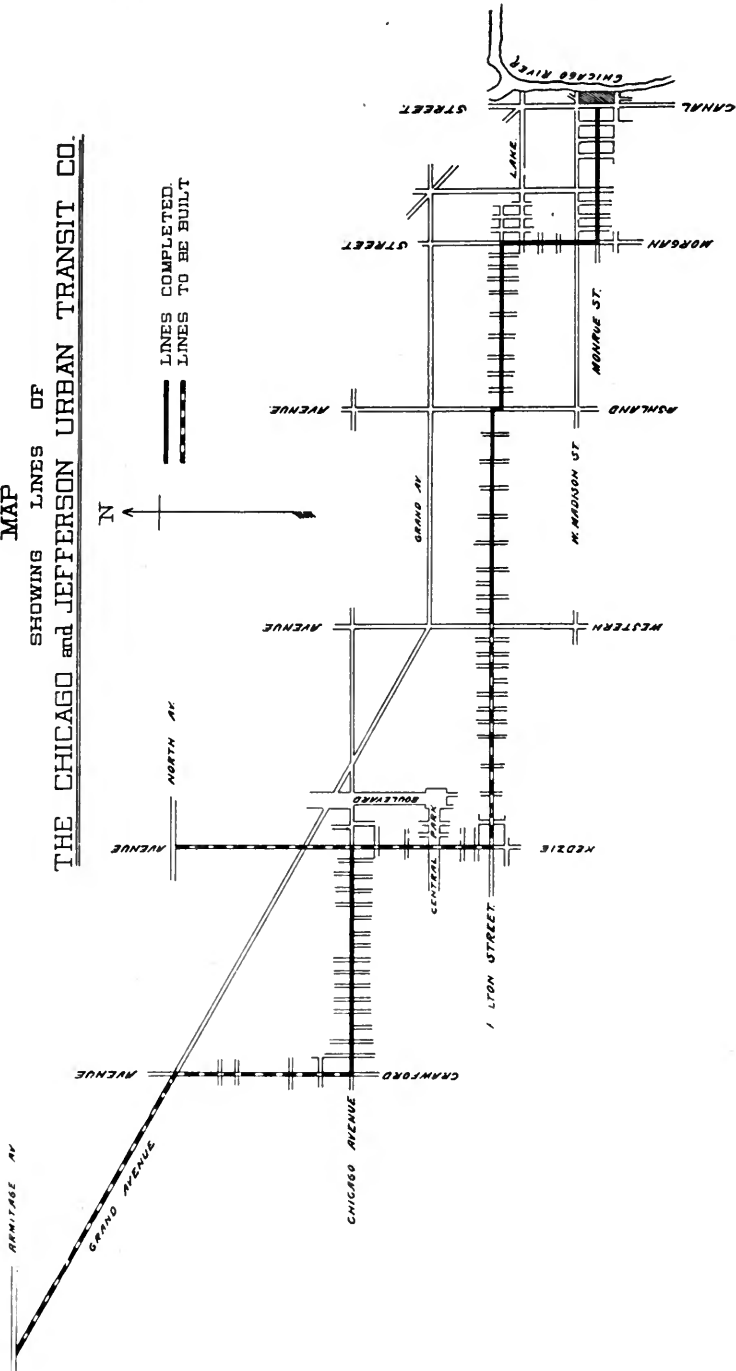 MAP
SHOWING LINES OF
THE CHICAGO and JEFFERSON URBAN TRANSIT CO.
N
LINES COMPLETED.
LINES TO BE BUILT
ARMITAGE AV
GRAND AVENUE
CRAWFORD AVENUE
CHICAGO AVENUE
NORTH AV.
KEDZIE AVENUE
BOULEVARD
CENTRAL PARK
LTON STREET.
WESTERN AVENUE
GRAND AV
W. MADISON ST
ASHLAND AVENUE
MONRUE ST.
MORGAN STREET
LAKE
CANAL STREET
CHICAGO RIVER